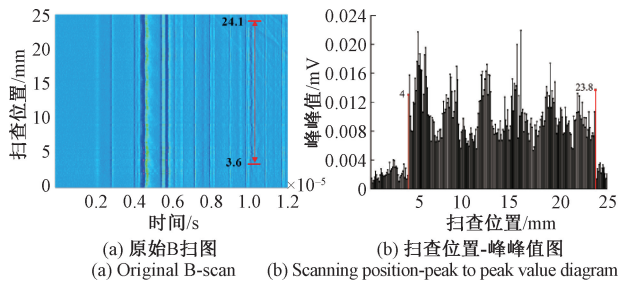 25
20
15
10
5
0
扫查位置/mm
24.1
3.6
0.2 0.4 0.6 0.8 1.0 1.2
×10⁻⁵
时间/s
(a) 原始B扫图
(a) Original B-scan
0.024
0.020
0.016
0.012
0.008
0.004
0
峰峰值/mV
4
23.8
5 10 15 20 25
扫查位置/mm
(b) 扫查位置-峰峰值图
(b) Scanning position-peak to peak value diagram